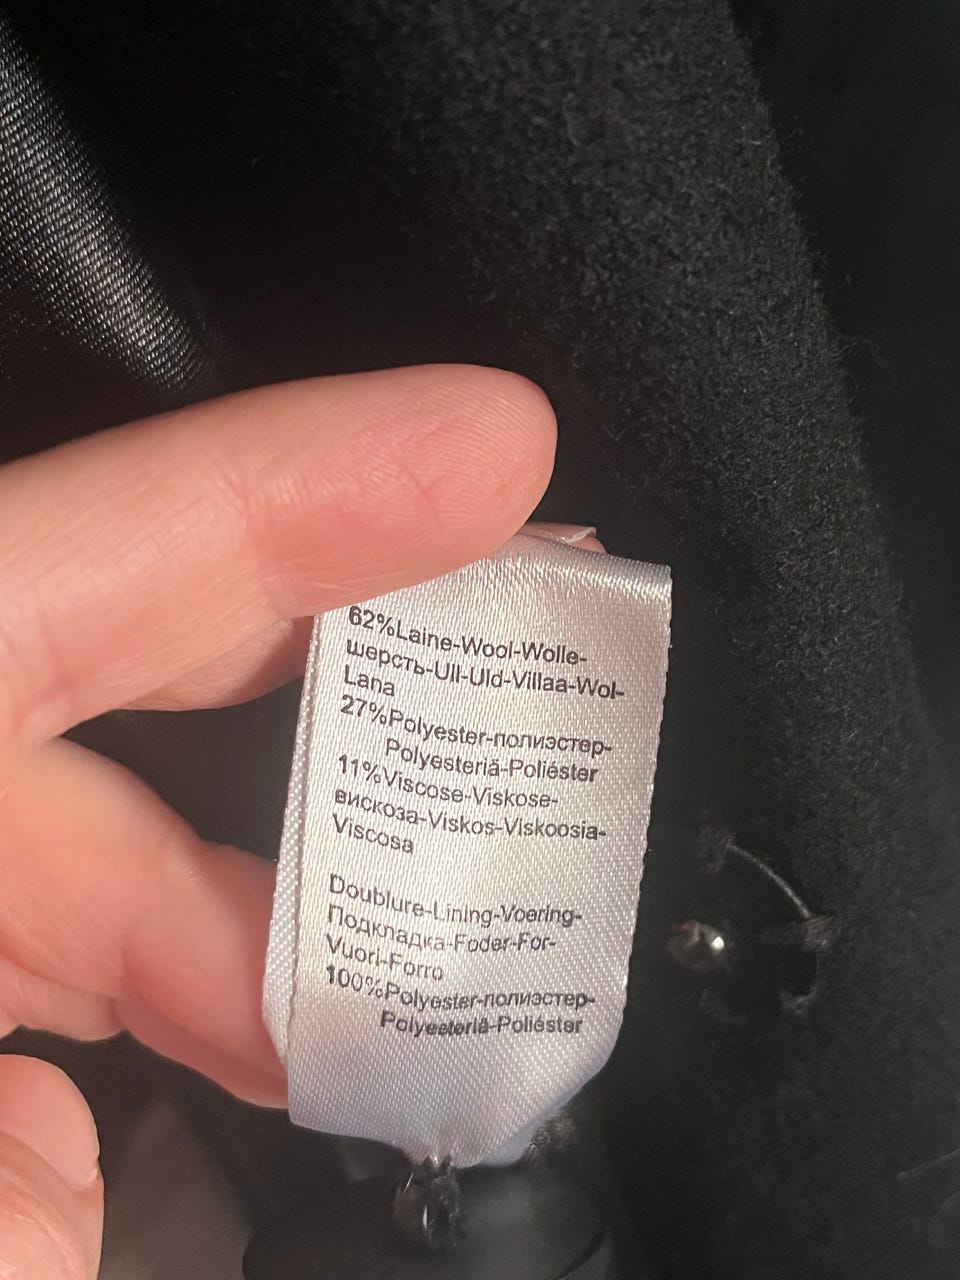 62%Laine-Wool-Wolle-
шерсть-Ull-Uld-Villaa-Wol-
Lana
27%Polyester-полиэстер-
Polyesteriä-Poliéster
11%Viscose-Viskose-
вискоза-Viskos-Viskoosia-
Viscosa
Doublure-Lining-Voering-
Подкладка-Foder-For-
Vuori-Forro
100%Polyester-полиэстер-
Polyesteriä-Poliéster